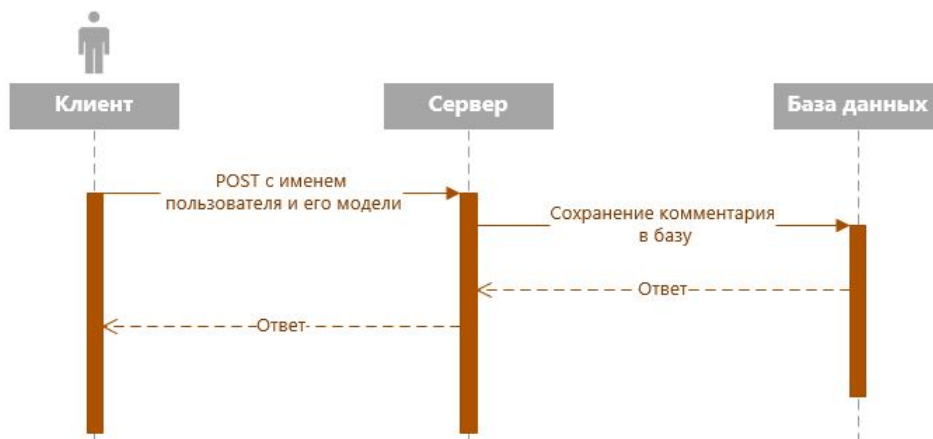 Клиент
Сервер
База данных
POST с именем
пользователя и его модели
Сохранение комментария
в базу
Ответ
Ответ